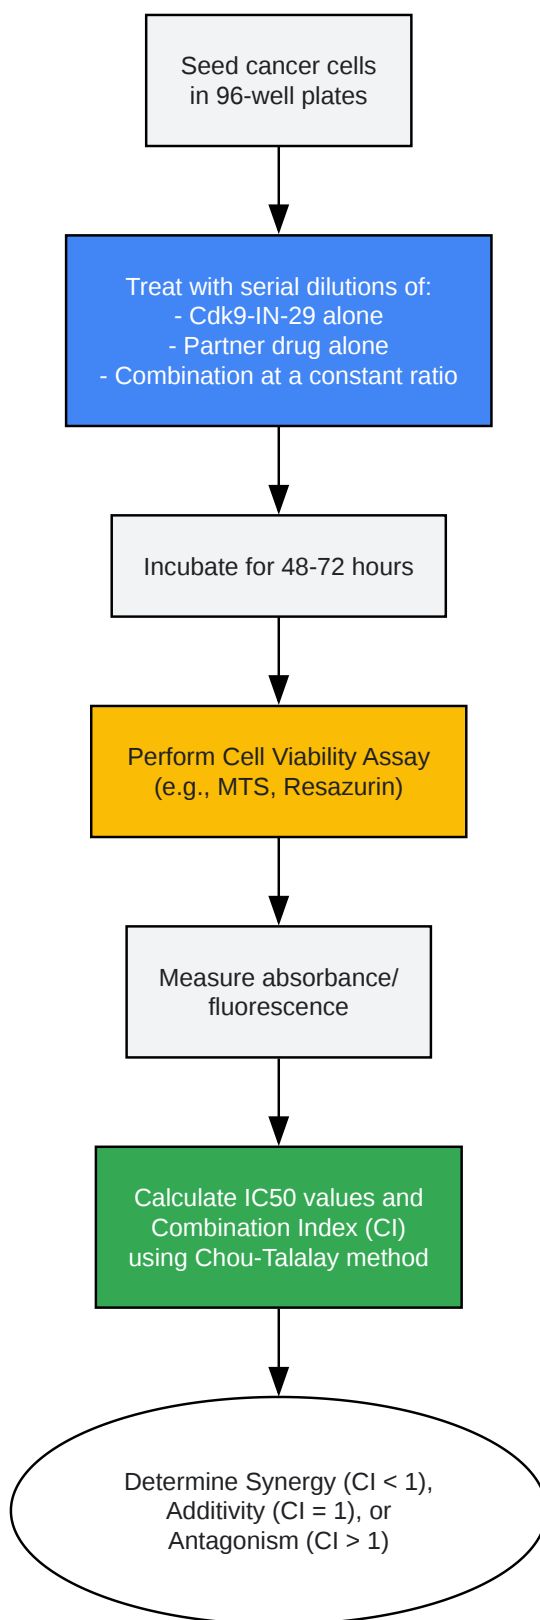 Seed cancer cells
in 96-well plates
Treat with serial dilutions of:
- Cdk9-IN-29 alone
- Partner drug alone
- Combination at a constant ratio
Incubate for 48-72 hours
Perform Cell Viability Assay
(e.g., MTS, Resazurin)
Measure absorbance/
fluorescence
Calculate IC50 values and
Combination Index (CI)
using Chou-Talalay method
Determine Synergy (CI < 1),
Additivity (CI = 1), or
Antagonism (CI > 1)